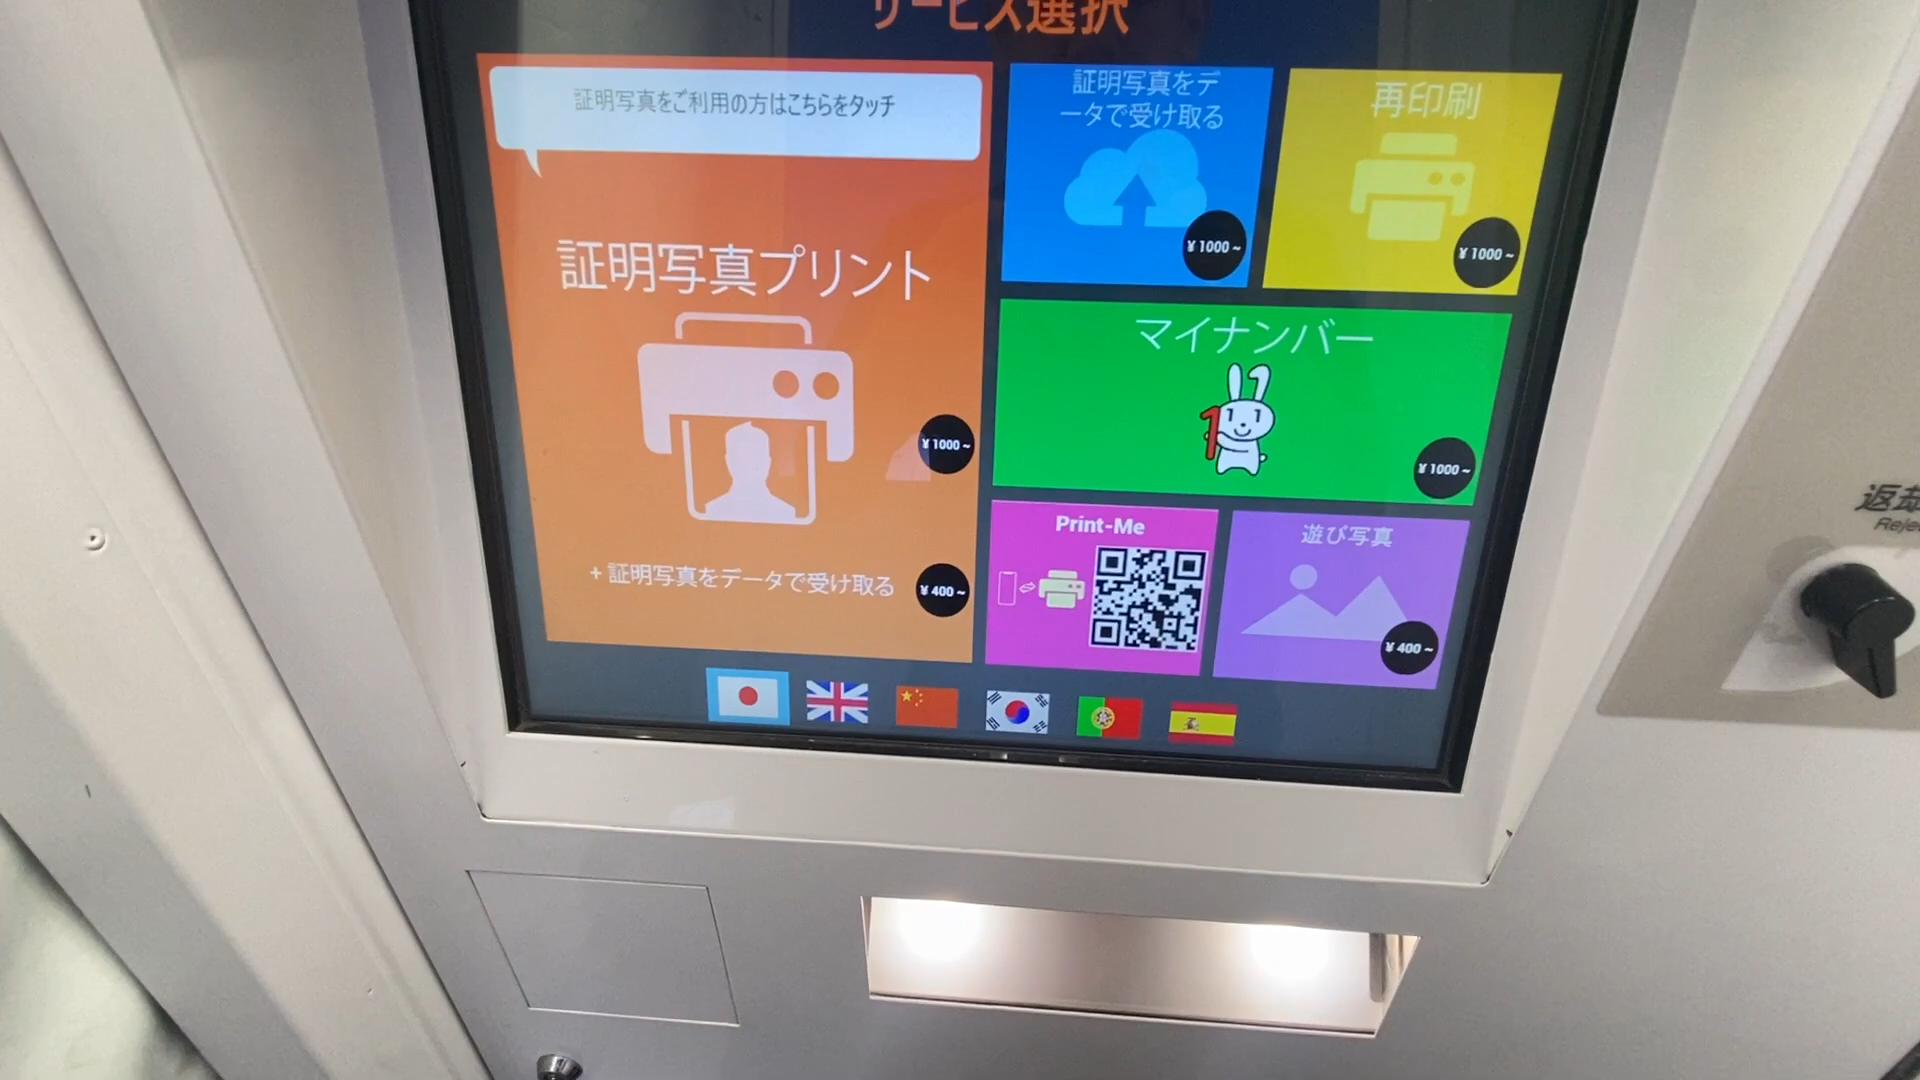 サービス選択
証明写真をご利用の方はこちらをタッチ
証明写真プリント
¥1000~
+ 証明写真をデータで受け取る
¥400~
証明写真をデ
ータで受け取る
¥1000~
再印刷
¥1000~
マイナンバー
¥1000~
Print-Me
遊び写真
¥400~
返却